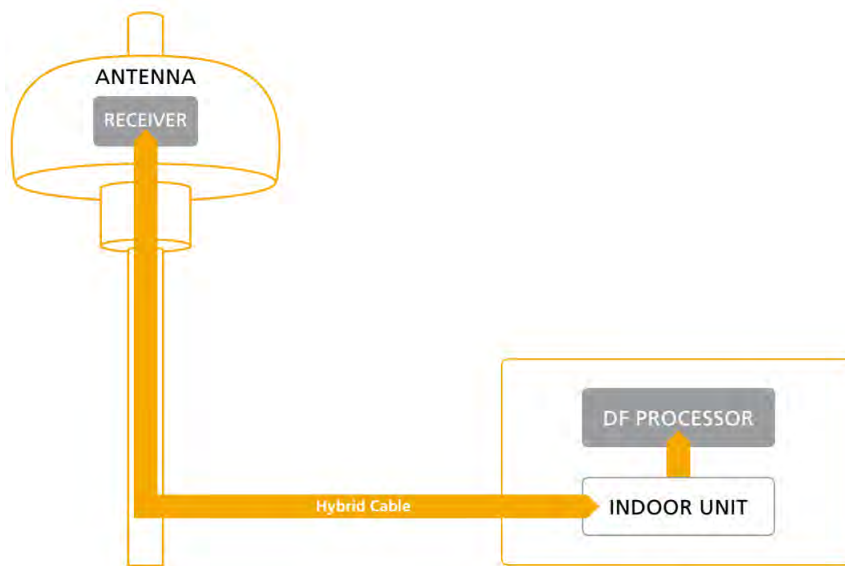 ANTENNA
RECEIVER
DF PROCESSOR
Hybrid Cable
INDOOR UNIT